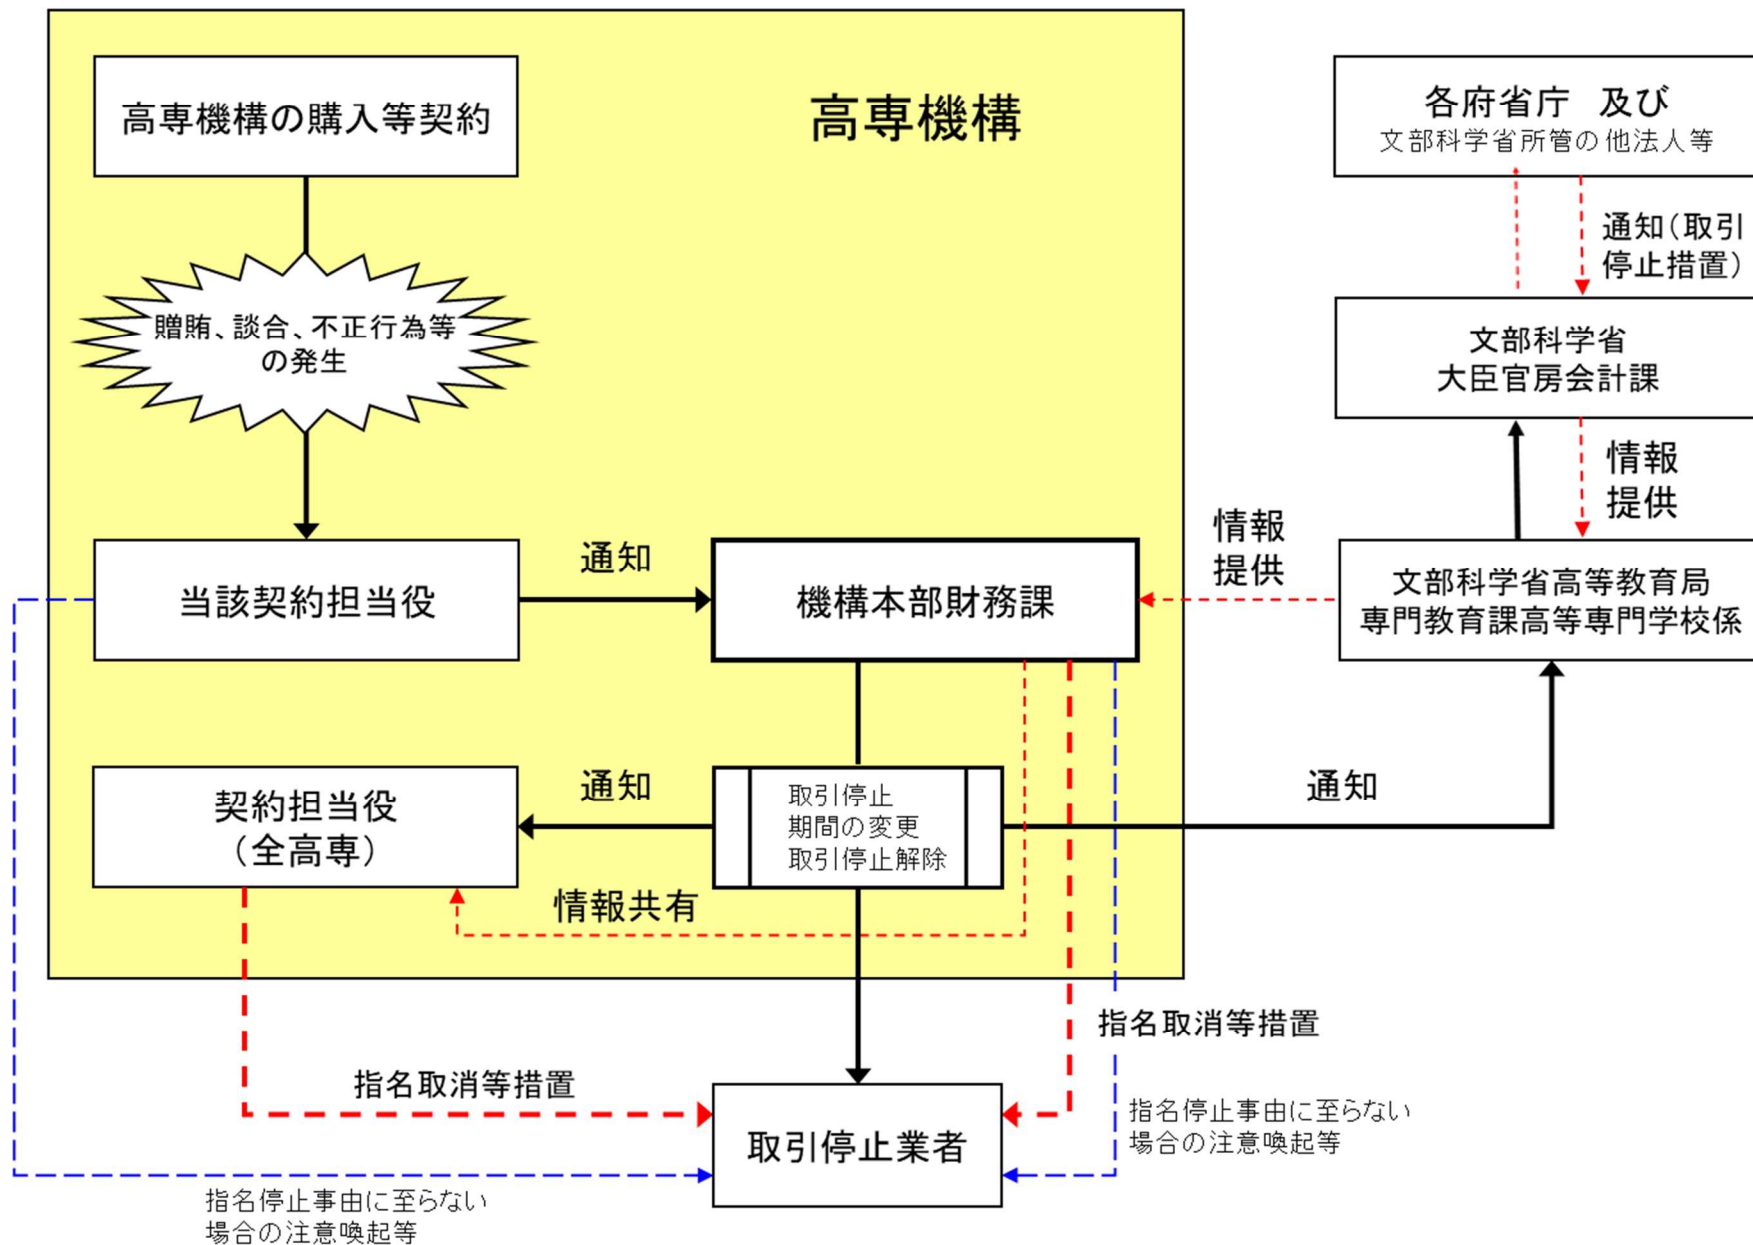 高専機構
高専機構の購入等契約
贈賄、談合、不正行為等
の発生
当該契約担当役
通知
機構本部財務課
情報
提供
各府省庁 及び
文部科学省所管の他法人等
通知(取引
停止措置)
文部科学省
大臣官房会計課
情報
提供
文部科学省高等教育局
専門教育課高等専門学校係
契約担当役
(全高専)
通知
取引停止
期間の変更
取引停止解除
通知
情報共有
指名取消等措置
指名取消等措置
取引停止業者
指名停止事由に至らない
場合の注意喚起等
指名停止事由に至らない
場合の注意喚起等